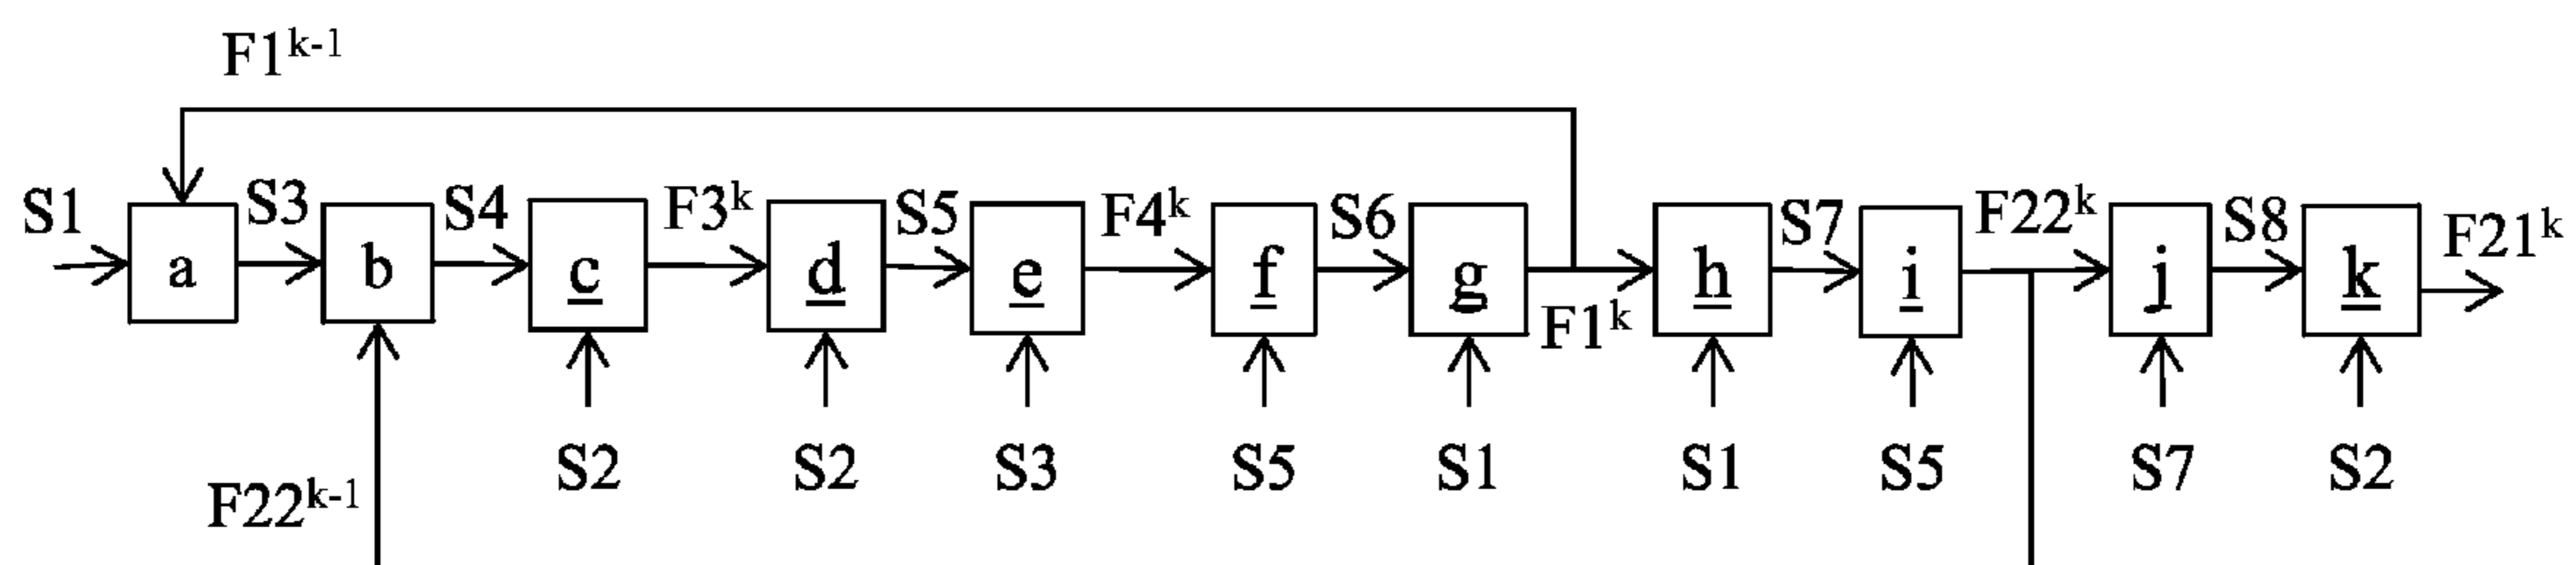 F1^{k-1}
S1 a S3 b S4 c F3^k d S5 e F4^k f S6 g F1^k h S7 i F22^k j S8 k F21^k
S2 S2 S3 S5 S1 S1 S5 S7 S2
F22^{k-1}